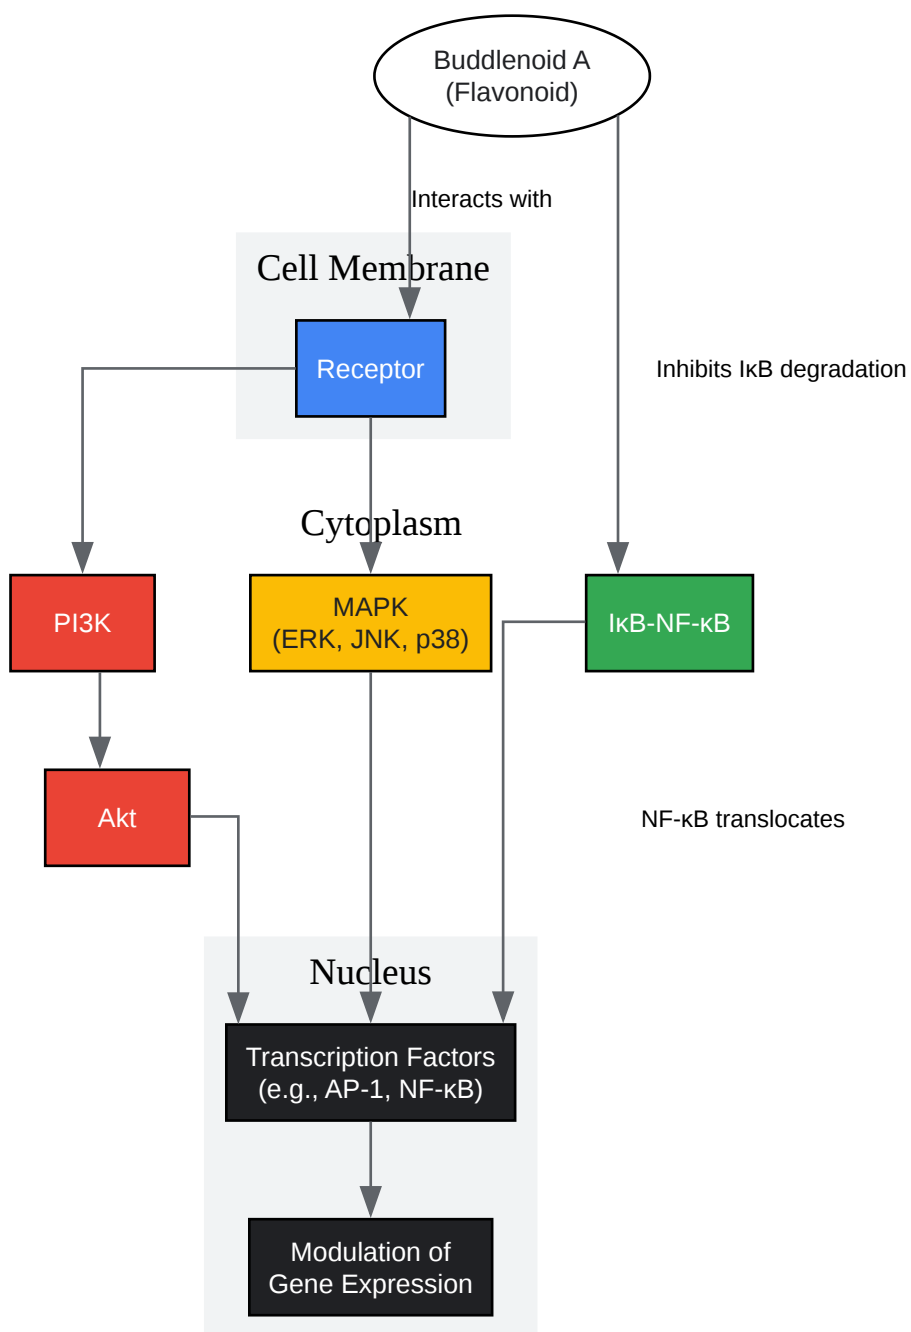 Buddlenoid A
(Flavonoid)
Interacts with
Cell Membrane
Receptor
Inhibits IκB degradation
Cytoplasm
PI3K
MAPK
(ERK, JNK, p38)
IκB-NF-κB
Akt
NF-κB translocates
Nucleus
Transcription Factors
(e.g., AP-1, NF-κB)
Modulation of
Gene Expression